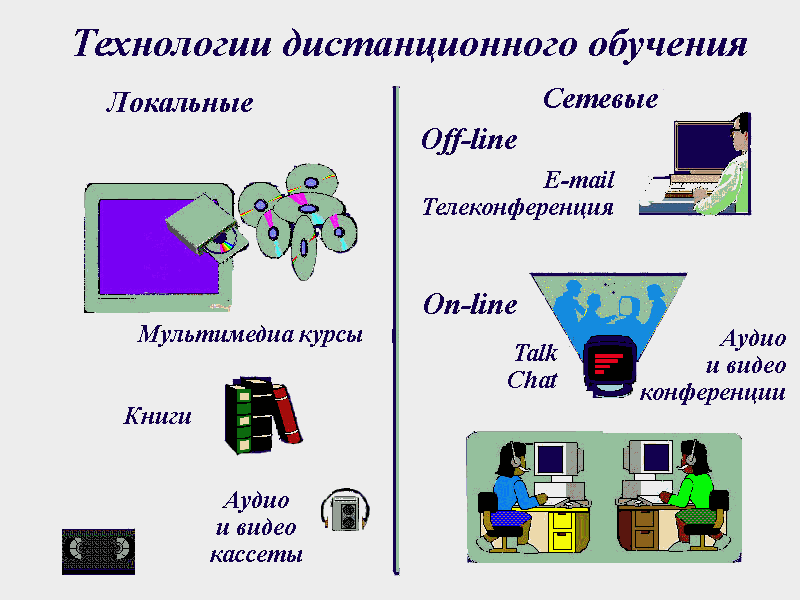 Технологии дистанционного обучения
Локальные
Мультимедиа курсы
Книги
Аудио
и видео
кассеты
Сетевые
Off-line
E-mail
Телеконференция
On-line
Talk
Chat
Аудио
и видео
конференции